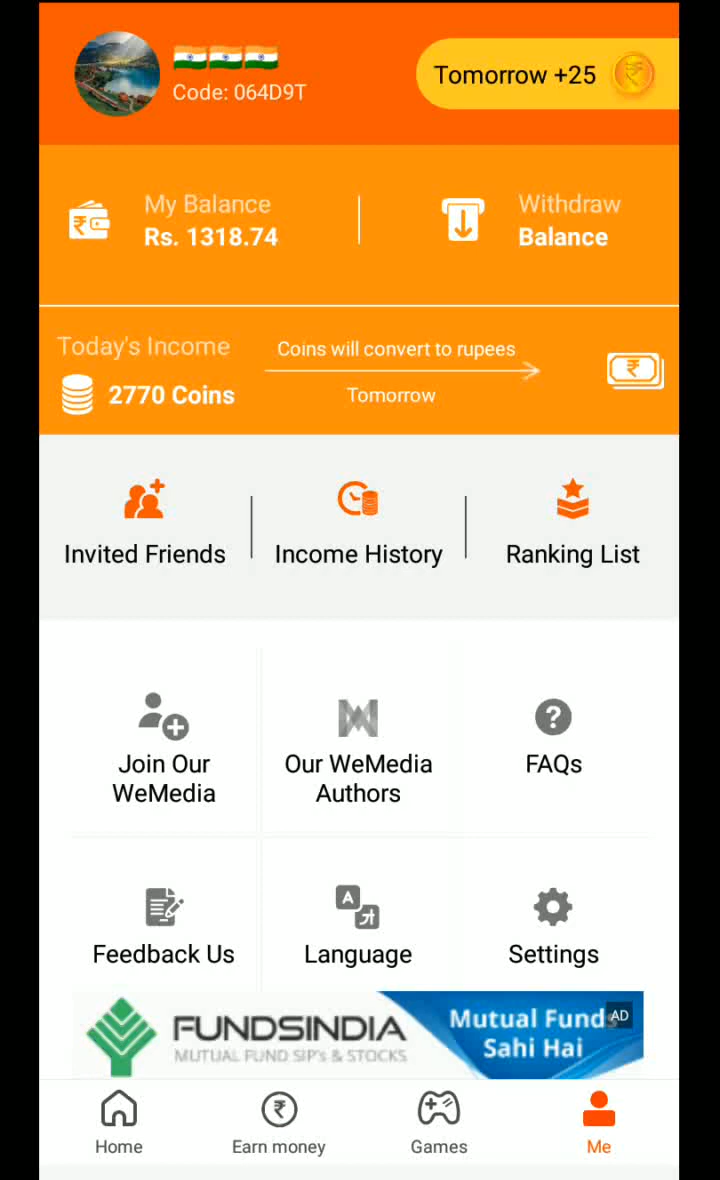 🇮🇳🇮🇳🇮🇳
Code: 064D9T
Tomorrow +25
My Balance
Rs. 1318.74
Withdraw
Balance
Today's Income
2770 Coins
Coins will convert to rupees
Tomorrow
Invited Friends
Income History
Ranking List
Join Our
WeMedia
Our WeMedia
Authors
FAQs
Feedback Us
Language
Settings
FUNDSINDIA
MUTUAL FUND SIP's & STOCKS
Mutual Funds
Sahi Hai
AD
Home
Earn money
Games
Me